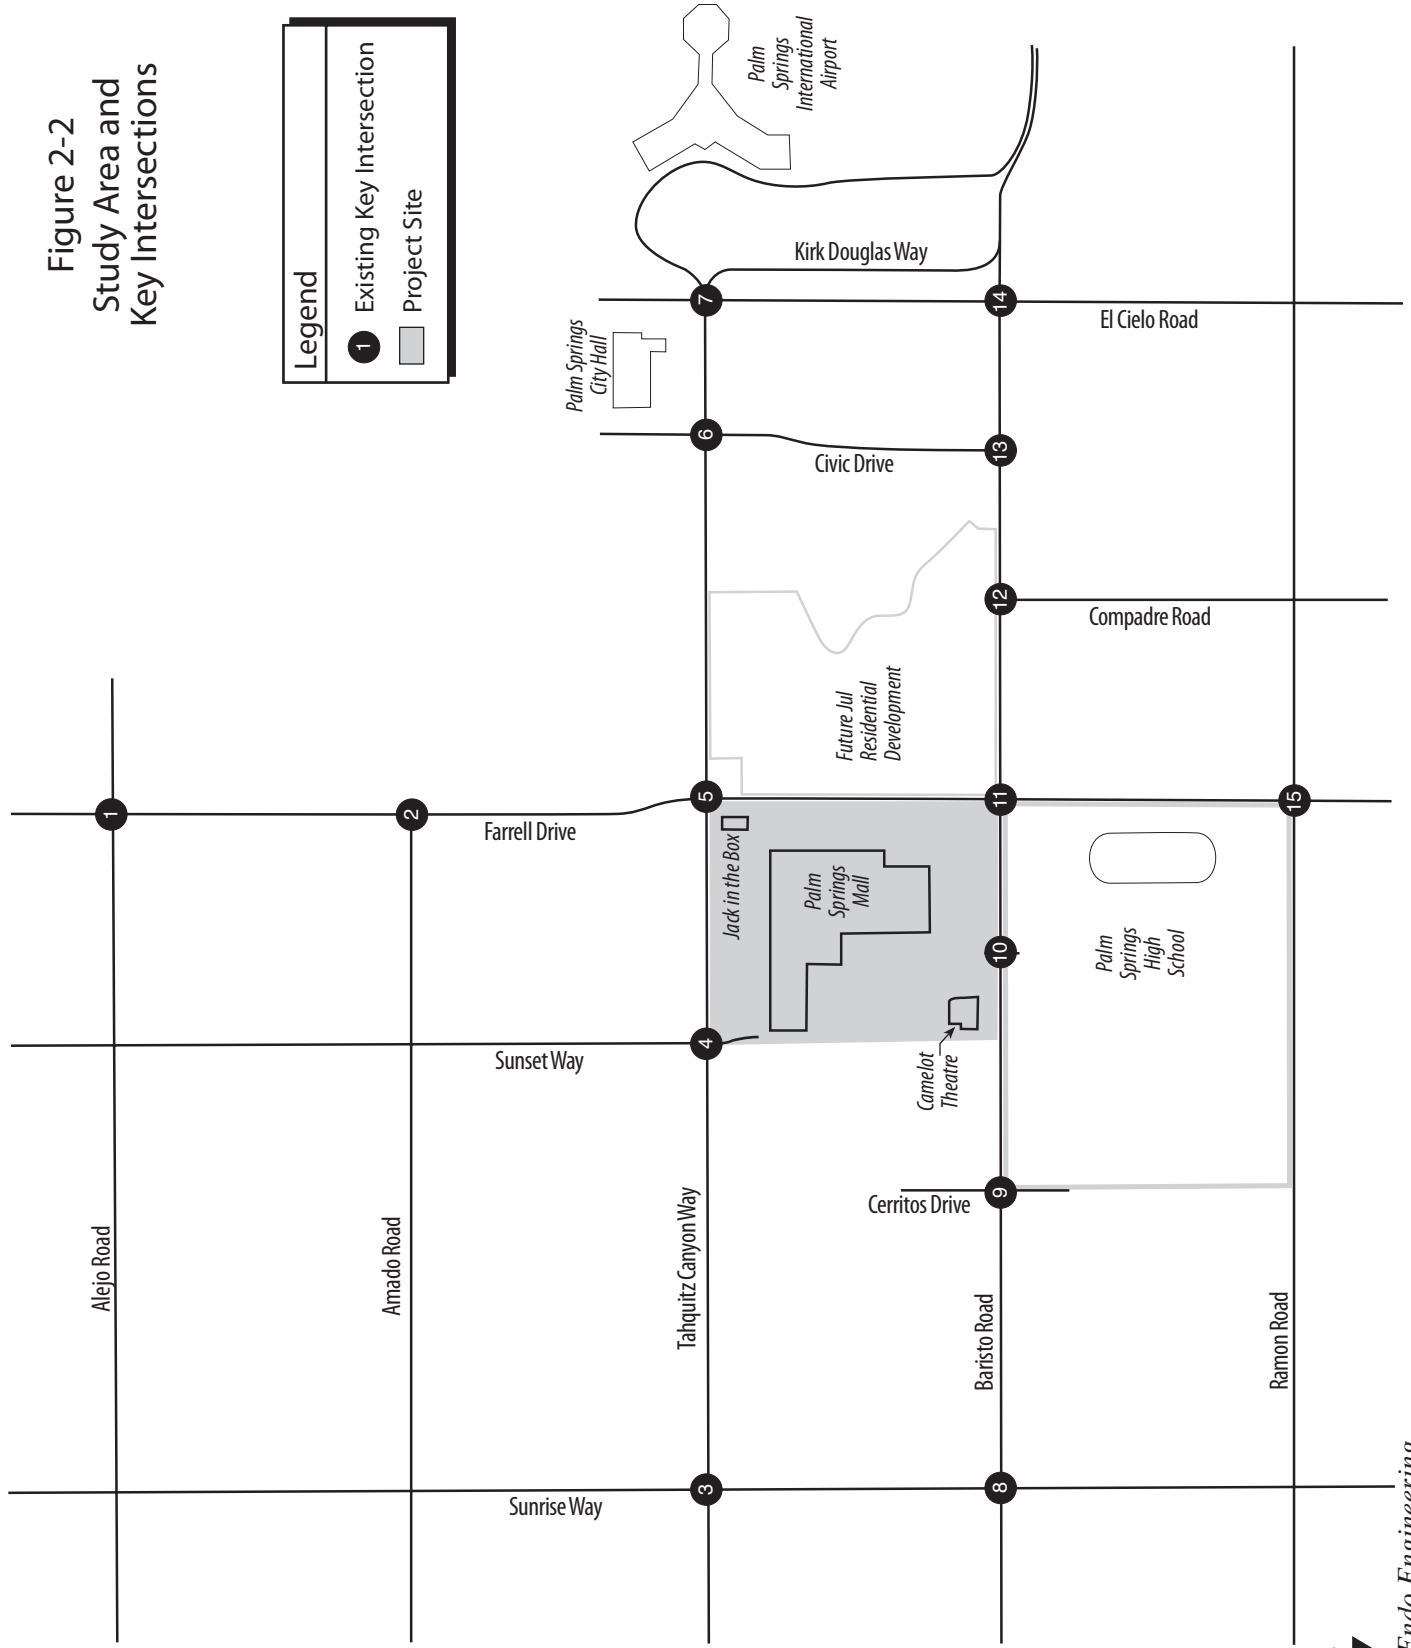 Figure 2-2
Study Area and
Key Intersections
Legend
1 Existing Key Intersection
Project Site
Alejo Road
1
Amado Road
2
Farrell Drive
Sunset Way
Sunrise Way
Tahquitz Canyon Way
3
4
5
6
7
Palm Springs
City Hall
Palm
Springs
International
Airport
Kirk Douglas Way
Civic Drive
Jack in the Box
Palm
Springs
Mall
Camelot
Theatre
Future Jul
Residential
Development
Cerritos Drive
Baristo Road
8
9
10
11
12
13
14
El Cielo Road
Compadre Road
Palm
Springs
High
School
Ramon Road
15
Endo Engineering